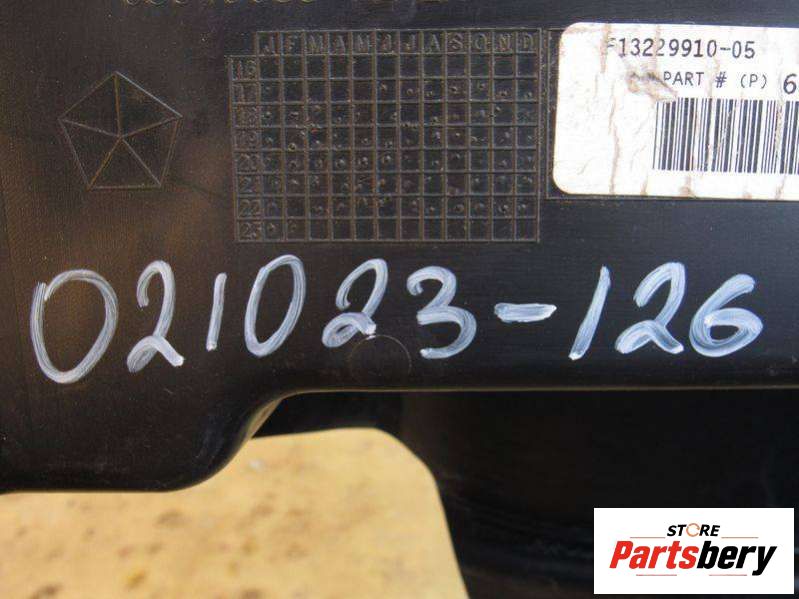 F13229910-05
PART # (P) 6
J F M A M J J A S O N D
16
17
18
19
20
21
22
23
021023-126
STORE
Partsbery